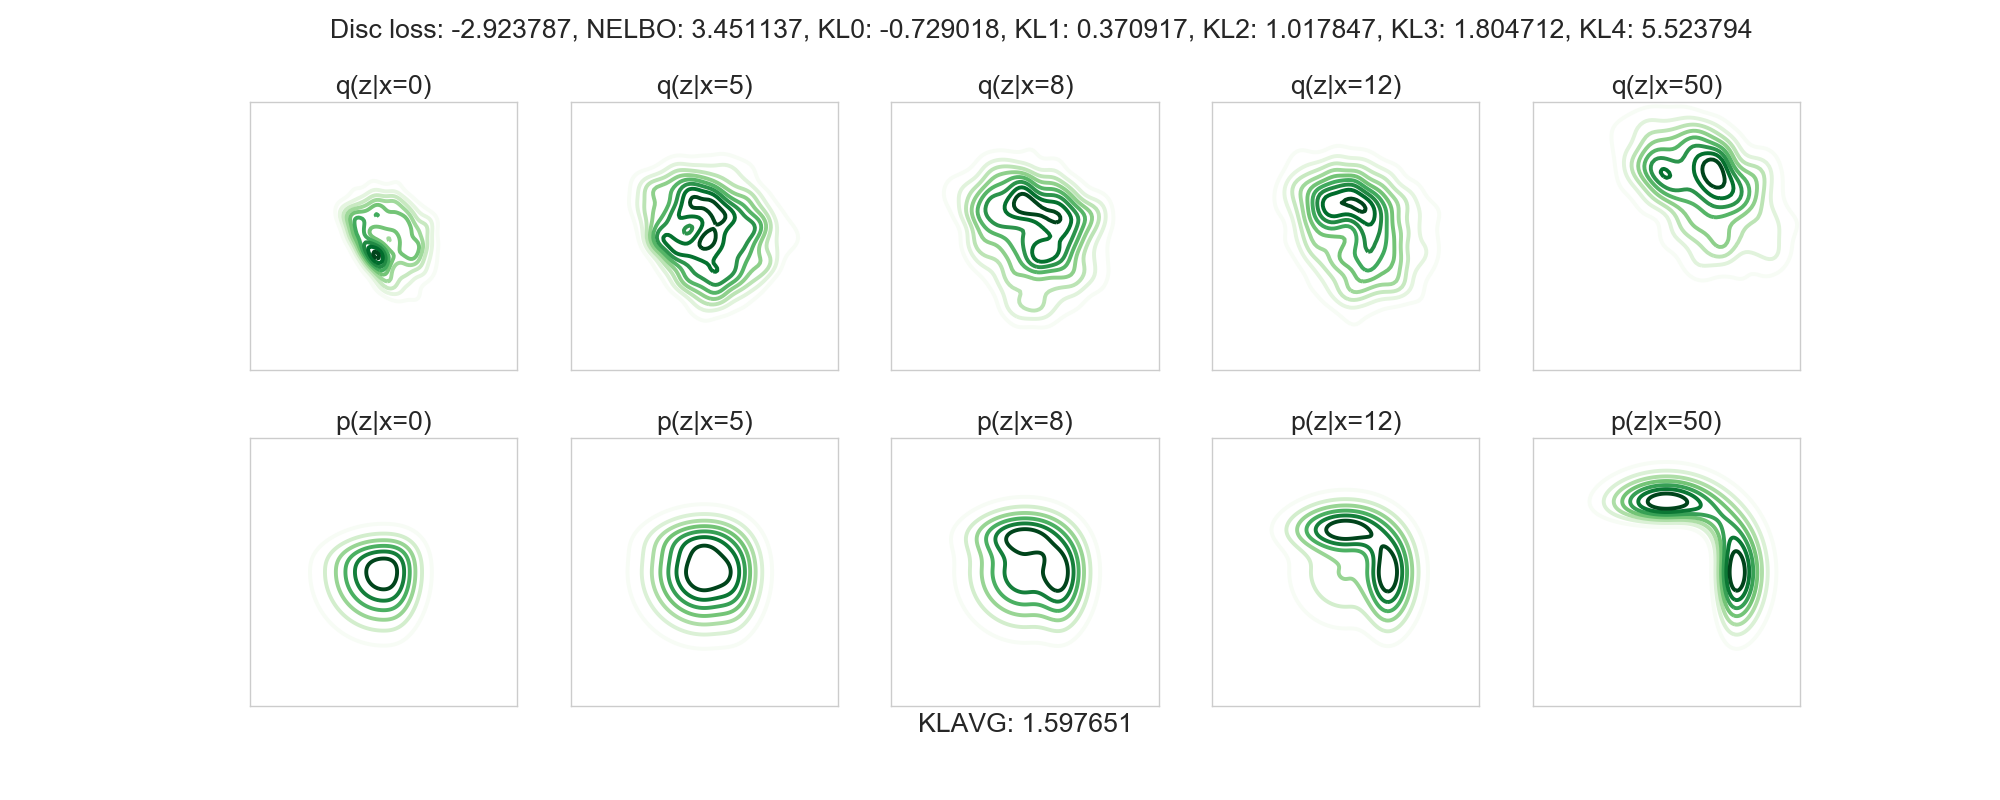 Disc loss: -2.923787, NELBO: 3.451137, KL0: -0.729018, KL1: 0.370917, KL2: 1.017847, KL3: 1.804712, KL4: 5.523794
q(z|x=0) q(z|x=5) q(z|x=8) q(z|x=12) q(z|x=50)
p(z|x=0) p(z|x=5) p(z|x=8) p(z|x=12) p(z|x=50)
KLAVG: 1.597651